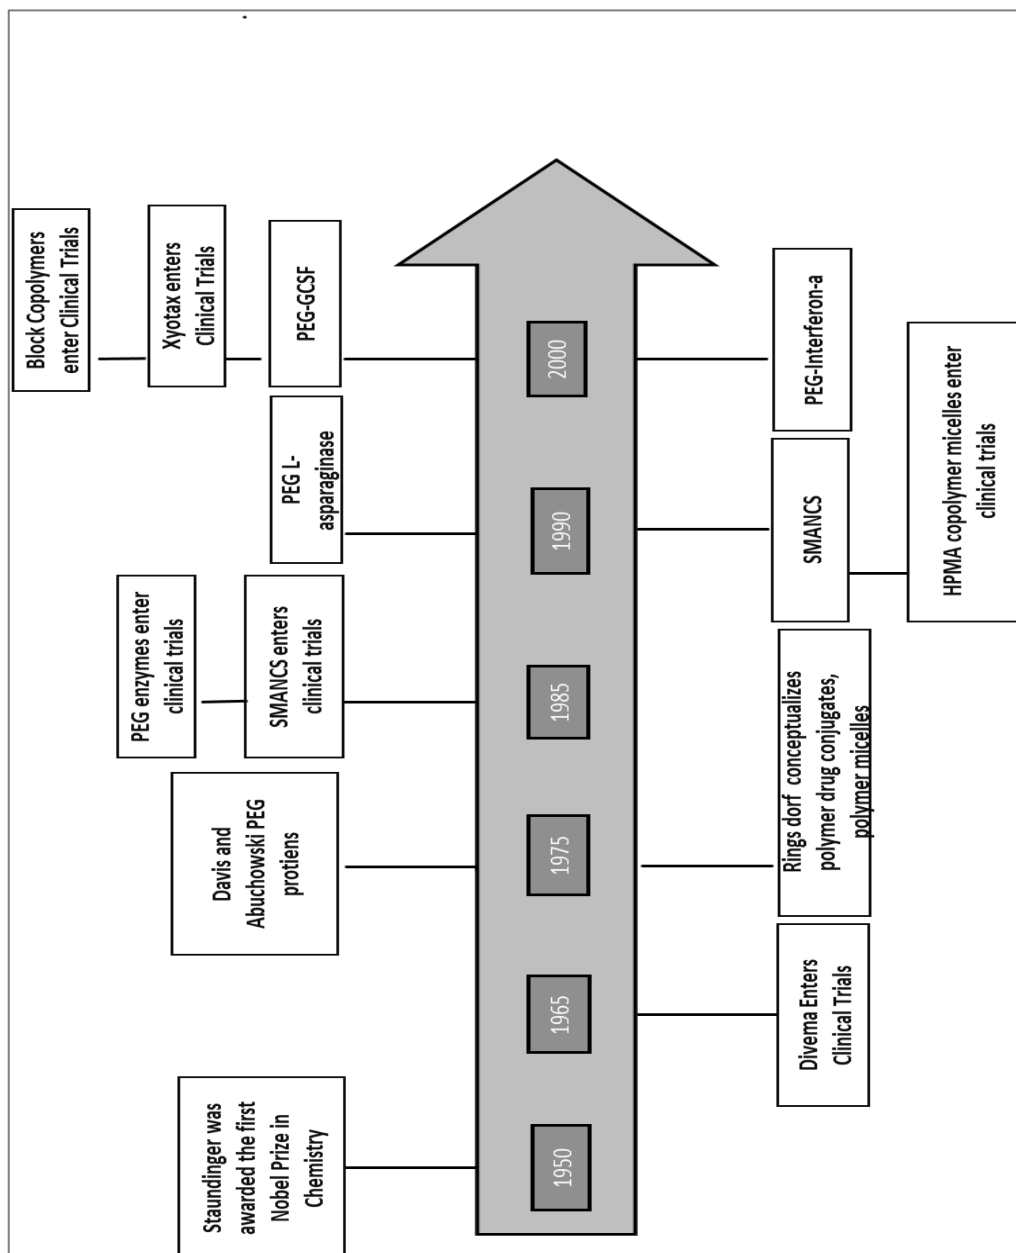 Staundinger was
awarded the first
Nobel Prize in
Chemistry
Davis and
Abuchowski PEG
protiens
PEG enzymes enter
clinical trials
SMANCS enters
clinical trials
PEG L-
asparaginase
Block Copolymers
enter Clinical Trials
Xyotax enters
Clinical Trials
PEG-GCSF
1950
1965
1975
1985
1990
2000
Divema Enters
Clinical Trials
Rings dorf conceptualizes
polymer drug conjugates,
polymer micelles
SMANCS
HPMA copolymer micelles enter
clinical trials
PEG-Interferon-a